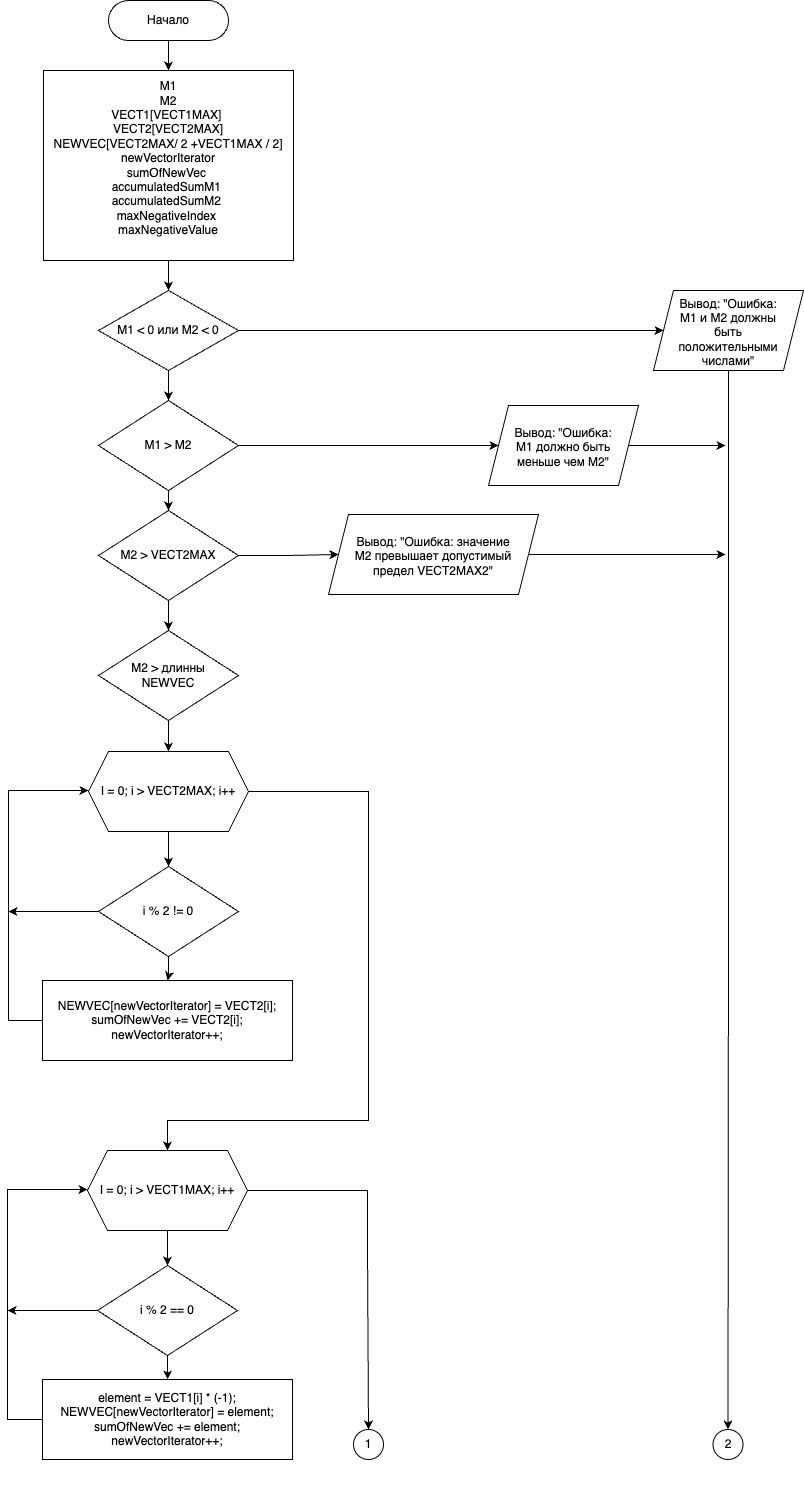 Начало
M1
M2
VECT1[VECT1MAX]
VECT2[VECT2MAX]
NEWVEC[VECT2MAX/ 2 +VECT1MAX / 2]
newVectorIterator
sumOfNewVec
accumulatedSumM1
accumulatedSumM2
maxNegativeIndex
maxNegativeValue
M1 < 0 или M2 < 0
Вывод: "Ошибка:
M1 и M2 должны
быть
положительными
числами"
M1 > M2
Вывод: "Ошибка:
M1 должно быть
меньше чем M2"
M2 > VECT2MAX
Вывод: "Ошибка: значение
M2 превышает допустимый
предел VECT2MAX2"
M2 > длинны
NEWVEC
I = 0; i > VECT2MAX; i++
i % 2 != 0
NEWVEC[newVectorIterator] = VECT2[i];
sumOfNewVec += VECT2[i];
newVectorIterator++;
I = 0; i > VECT1MAX; i++
i % 2 == 0
element = VECT1[i] * (-1);
NEWVEC[newVectorIterator] = element;
sumOfNewVec += element;
newVectorIterator++;
1
2